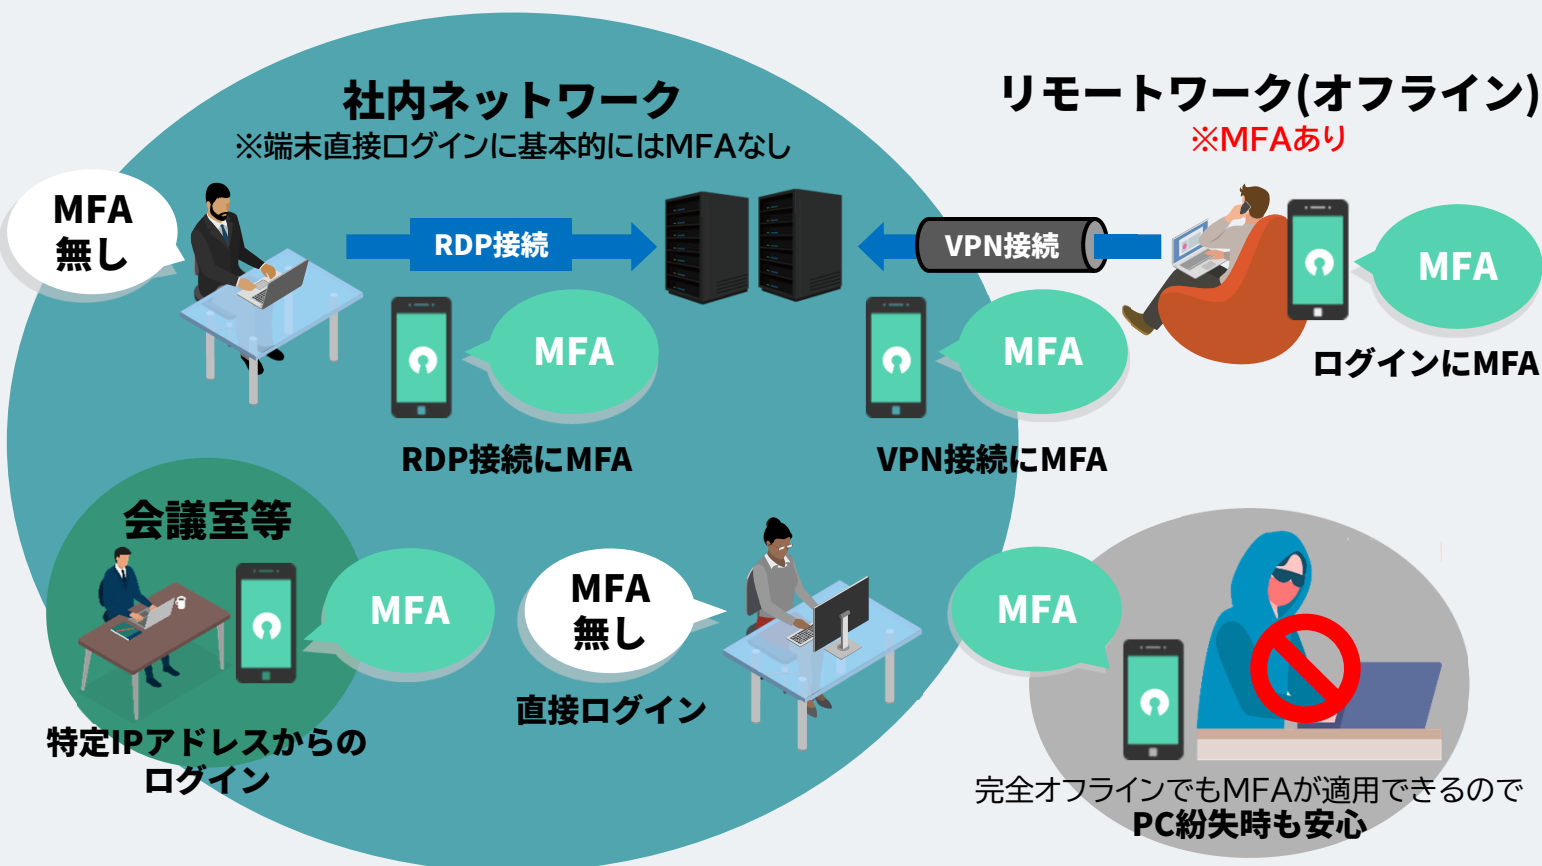 社内ネットワーク
※端末直接ログインに基本的にはMFAなし
リモートワーク(オフライン)
※MFAあり
MFA
無し
RDP接続
VPN接続
MFA
ログインにMFA
MFA
RDP接続にMFA
MFA
VPN接続にMFA
会議室等
MFA
特定IPアドレスからの
ログイン
MFA
無し
直接ログイン
MFA
完全オフラインでもMFAが適用できるので
PC紛失時も安心